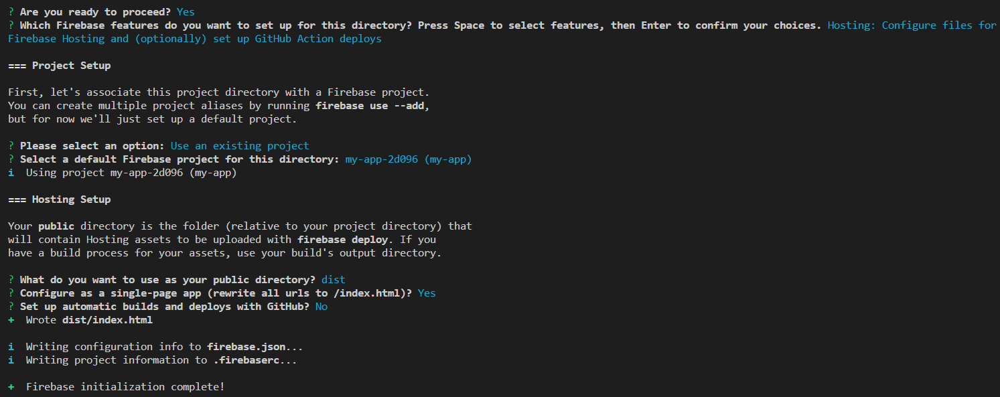 ? Are you ready to proceed? Yes
? Which Firebase features do you want to set up for this directory? Press Space to select features, then Enter to confirm your choices. Hosting: Configure files for
Firebase Hosting and (optionally) set up GitHub Action deploys
=== Project Setup
First, let's associate this project directory with a Firebase project.
You can create multiple project aliases by running firebase use --add,
but for now we'll just set up a default project.
? Please select an option: Use an existing project
? Select a default Firebase project for this directory: my-app-2d096 (my-app)
i  Using project my-app-2d096 (my-app)
=== Hosting Setup
Your public directory is the folder (relative to your project directory) that
will contain Hosting assets to be uploaded with firebase deploy. If you
have a build process for your assets, use your build's output directory.
? What do you want to use as your public directory? dist
? Configure as a single-page app (rewrite all urls to /index.html)? Yes
? Set up automatic builds and deploys with GitHub? No
+  Wrote dist/index.html
i  Writing configuration info to firebase.json...
i  Writing project information to .firebaserc...
+  Firebase initialization complete!